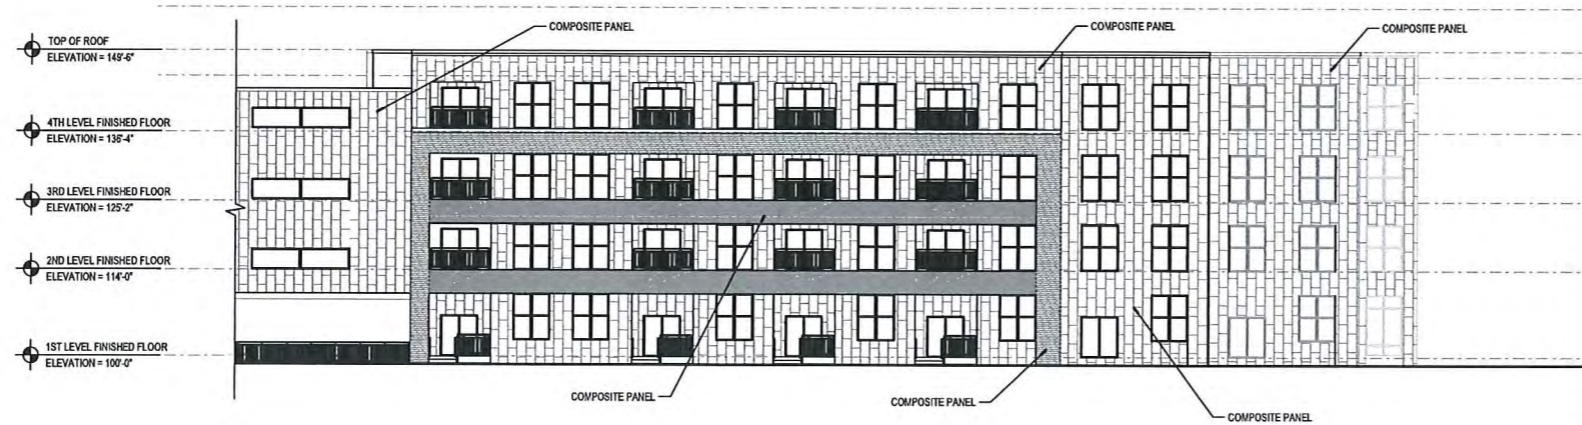 COMPOSITE PANEL
COMPOSITE PANEL
COMPOSITE PANEL
TOP OF ROOF
ELEVATION = 149'-6"
4TH LEVEL FINISHED FLOOR
ELEVATION = 136'-4"
3RD LEVEL FINISHED FLOOR
ELEVATION = 125'-2"
2ND LEVEL FINISHED FLOOR
ELEVATION = 114'-0"
1ST LEVEL FINISHED FLOOR
ELEVATION = 100'-0"
COMPOSITE PANEL
COMPOSITE PANEL
COMPOSITE PANEL